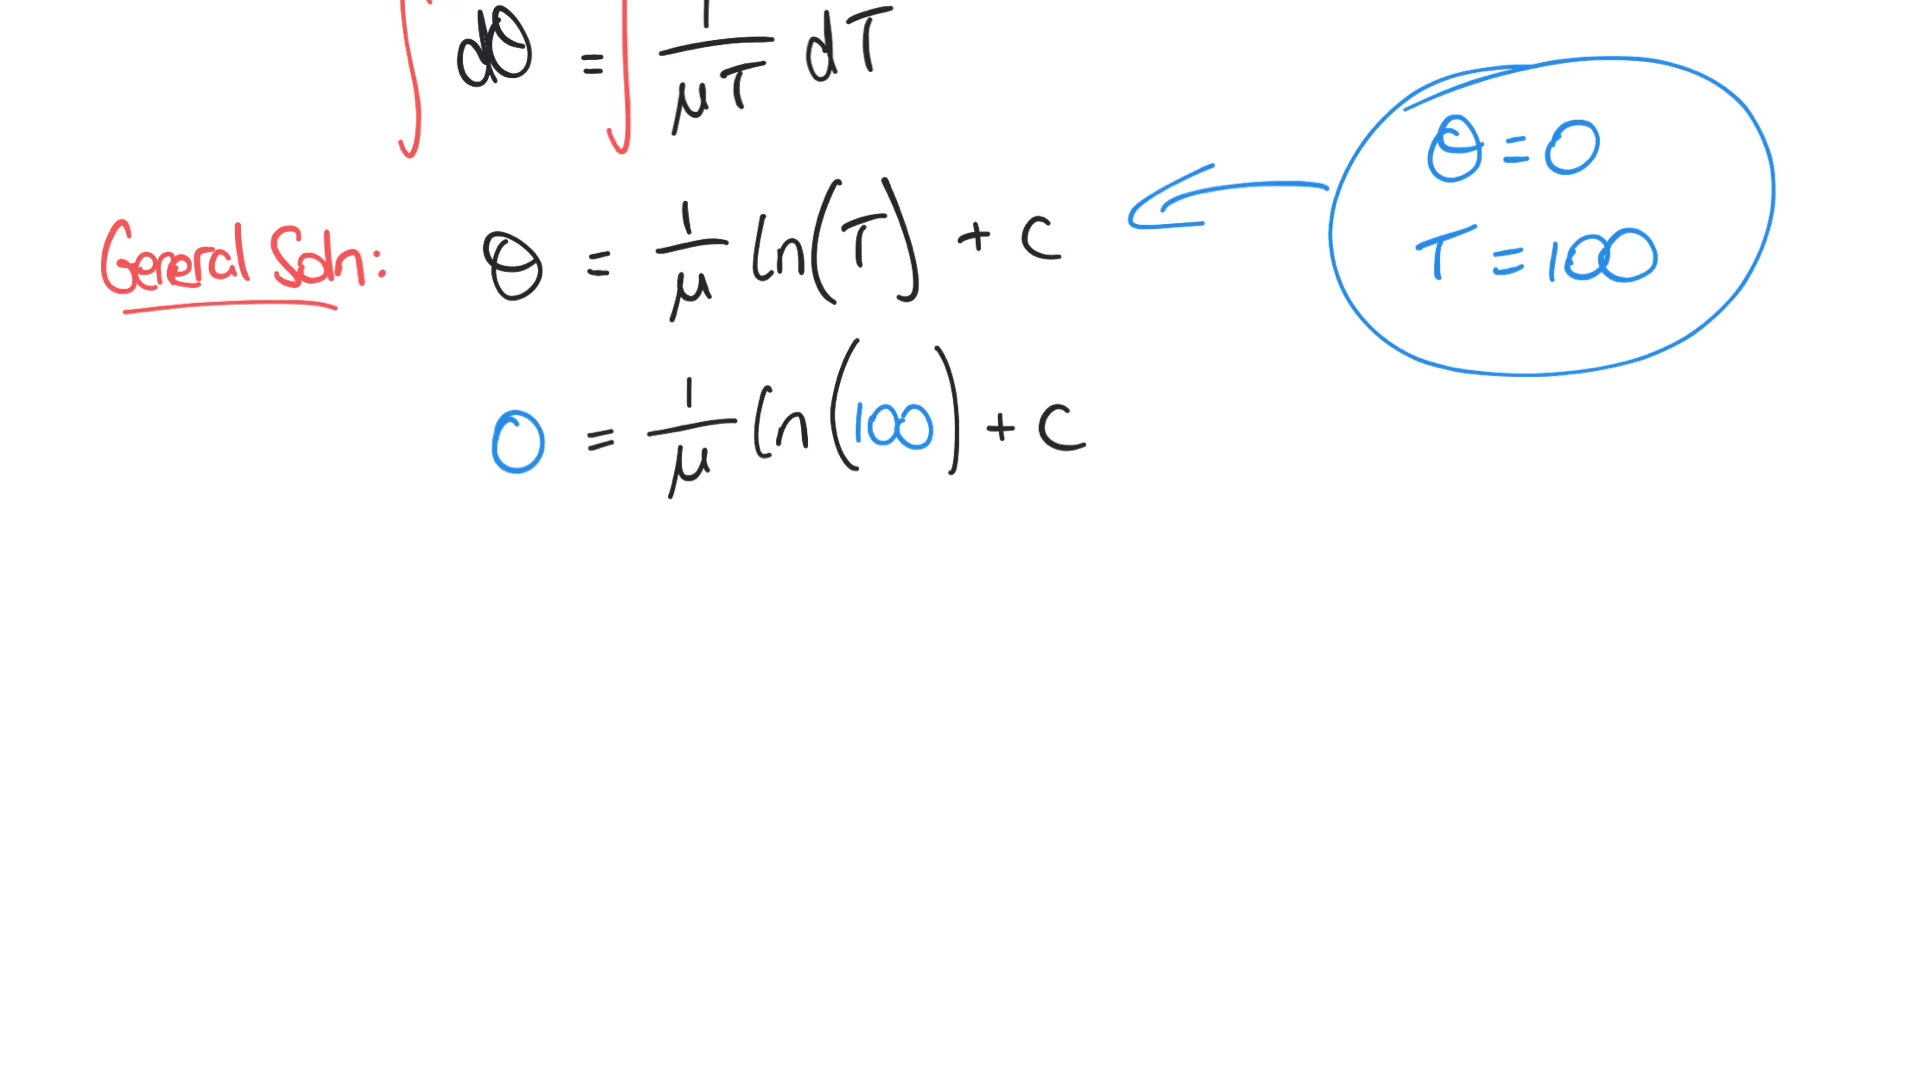 ∫ dθ = ∫ 1/μT dT
θ = 0
General Soln: θ = 1/μ ln(T) + C
T = 100
0 = 1/μ ln(100) + C